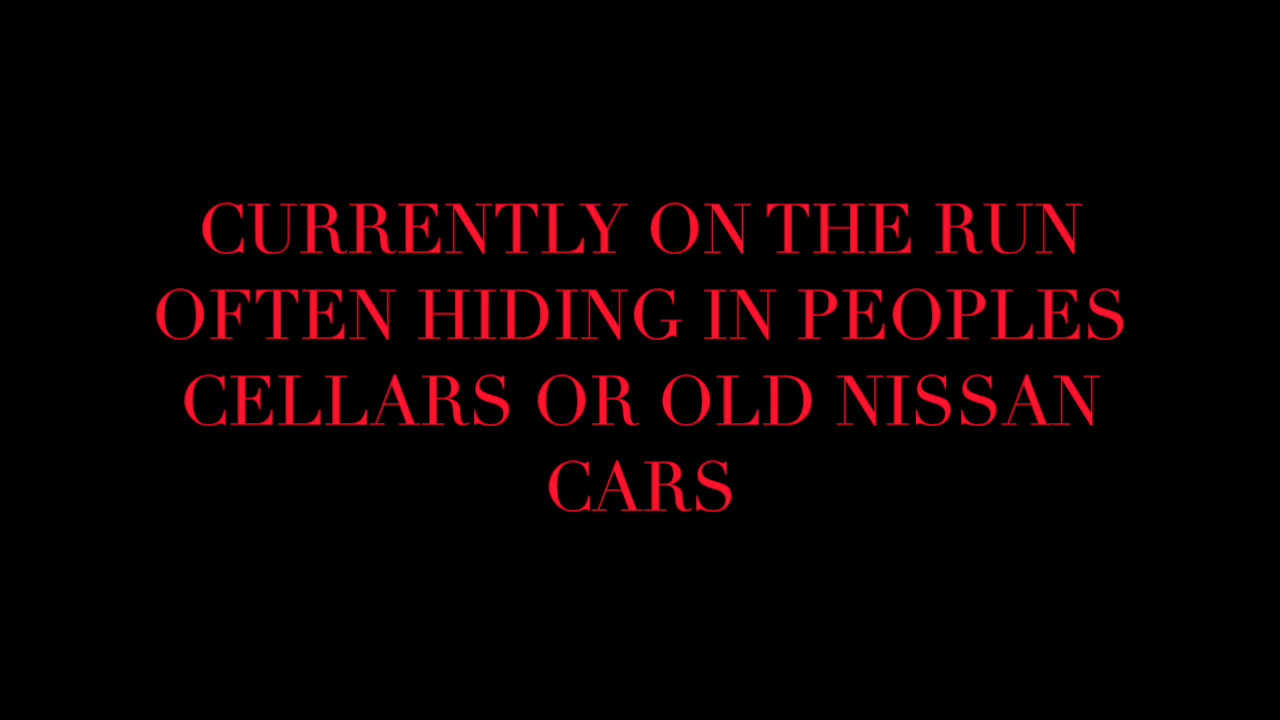 CURRENTLY ON THE RUN
OFTEN HIDING IN PEOPLES
CELLARS OR OLD NISSAN
CARS